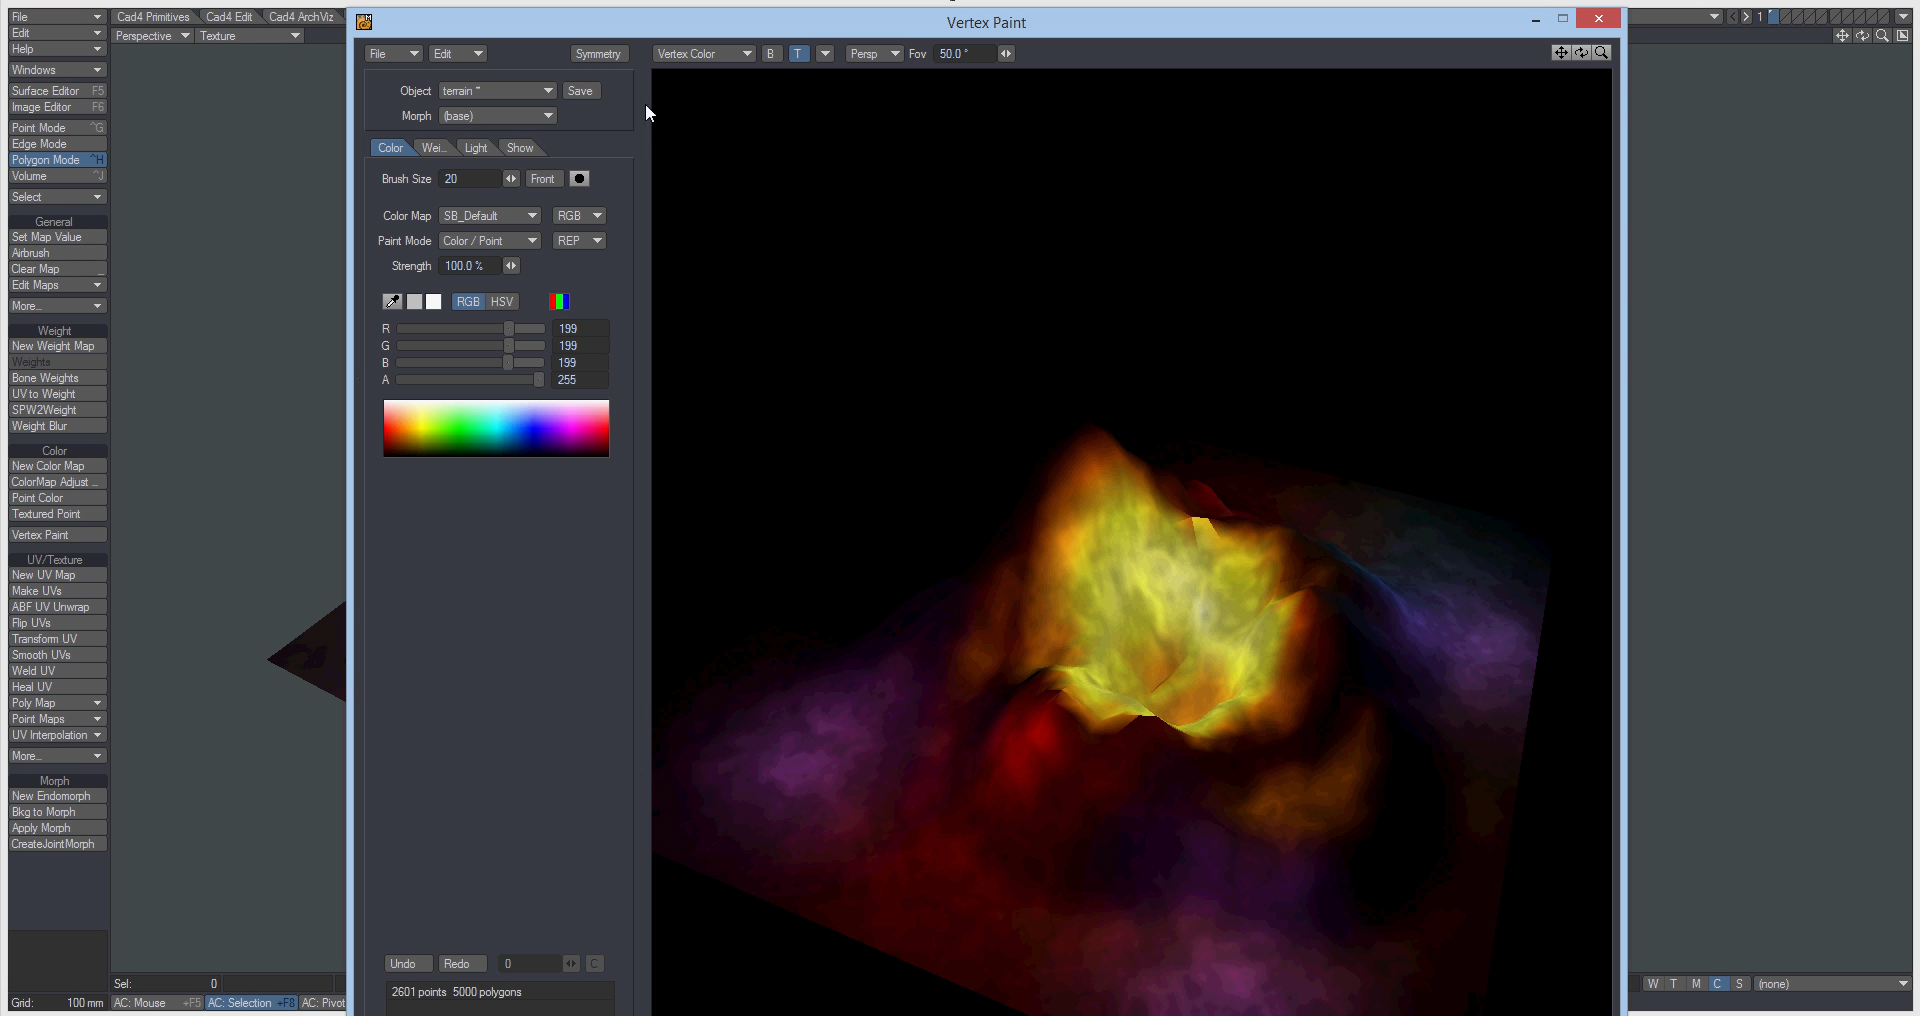 Vertex Paint
File
Edit
Help
Windows
Surface Editor F5
Image Editor F6
Point Mode ^G
Edge Mode
Polygon Mode ^H
Volume ^J
Select
General
Set Map Value
Airbrush
Clear Map _
Edit Maps
More...
Weight
New Weight Map
Weights
Bone Weights
UV to Weight
SPW2Weight
Weight Blur
Color
New Color Map
ColorMap Adjust ...
Point Color
Textured Point
Vertex Paint
UV/Texture
New UV Map
Make UVs
ABF UV Unwrap
Flip UVs
Transform UV
Smooth UVs
Weld UV
Heal UV
Poly Map
Point Maps
UV Interpolation
More...
Morph
New Endomorph
Bkg to Morph
Apply Morph
CreateJointMorph
Grid: 100 mm
Cad4 Primitives Cad4 Edit Cad4 ArchViz
Perspective Texture
Sel: 0
AC: Mouse +F5 AC: Selection +F8 AC: Pivot
File Edit Symmetry Vertex Color B T Persp Fov 50.0 °
Object terrain * Save
Morph (base)
Color Wei... Light Show
Brush Size 20 Front
Color Map SB_Default RGB
Paint Mode Color / Point REP
Strength 100.0 %
RGB HSV
R 199
G 199
B 199
A 255
Undo Redo 0 C
2601 points 5000 polygons
1
W T M C S (none)